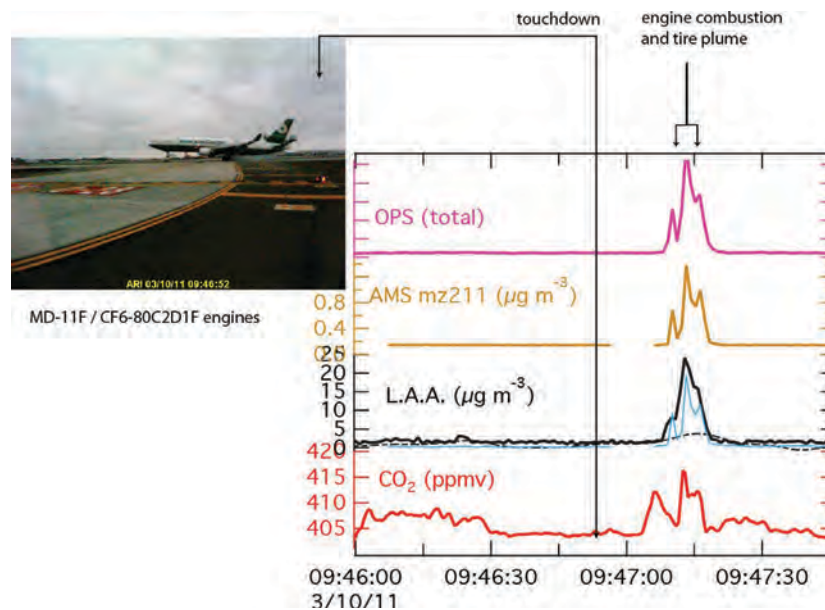 touchdown
engine combustion
and tire plume
ARI 03/10/11 09:46:52
MD-11F / CF6-80C2D1F engines
OPS (total)
0.8
0.4
0.0
AMS mz211 (µg m⁻³)
25
20
15
10
5
0
L.A.A. (µg m⁻³)
420
415
410
405
CO₂ (ppmv)
09:46:00
09:46:30
09:47:00
09:47:30
3/10/11